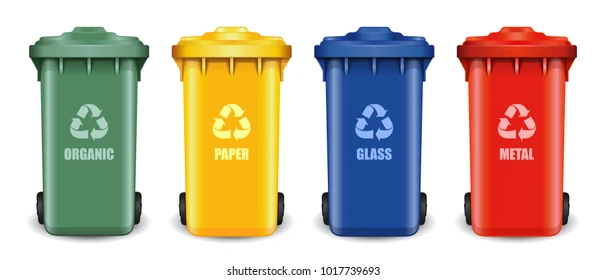 ORGANIC
PAPER
GLASS
METAL
shutterstock.com · 1017739693